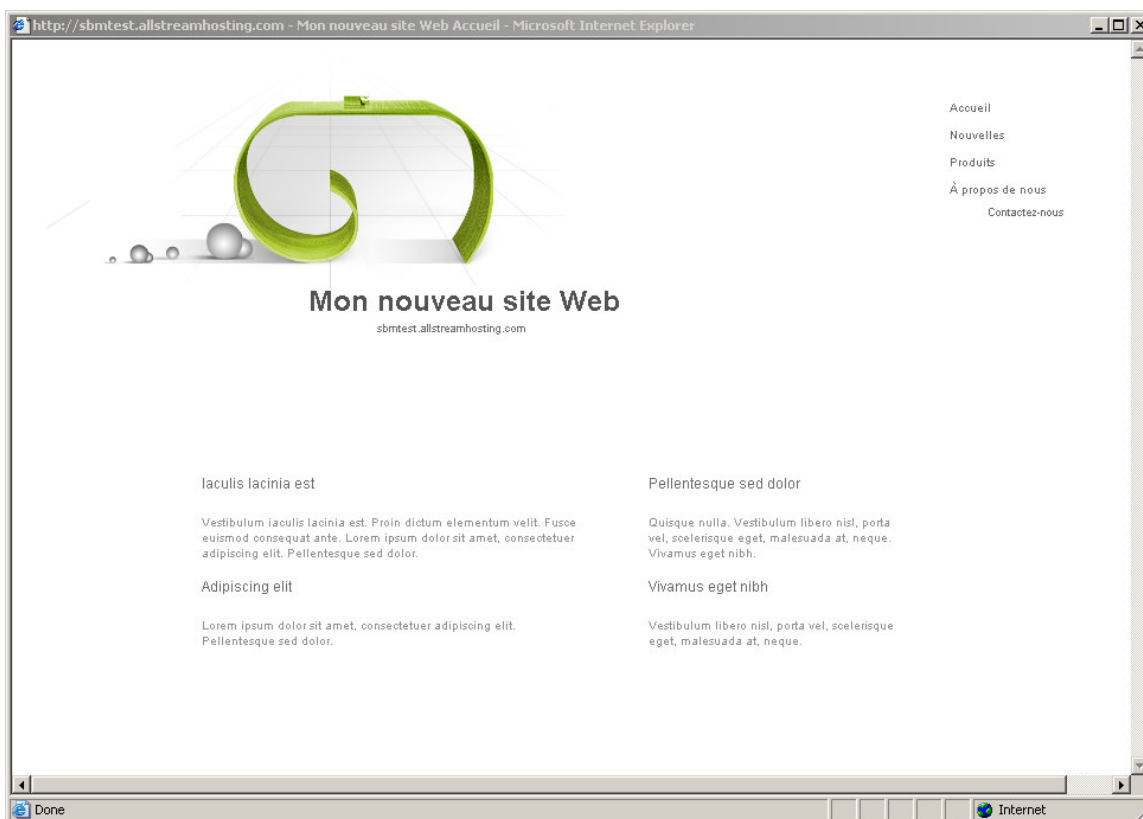 http://sbmtest.allstreamhosting.com - Mon nouveau site Web Accueil - Microsoft Internet Explorer
Accueil
Nouvelles
Produits
À propos de nous
Contactez-nous
Mon nouveau site Web
sbmtest.allstreamhosting.com
Iaculis lacinia est
Vestibulum iaculis lacinia est. Proin dictum elementum velit. Fusce
euismod consequat ante. Lorem ipsum dolor sit amet, consectetuer
adipiscing elit. Pellentesque sed dolor.
Adipiscing elit
Lorem ipsum dolor sit amet, consectetuer adipiscing elit.
Pellentesque sed dolor.
Pellentesque sed dolor
Quisque nulla. Vestibulum libero nisl, porta
vel, scelerisque eget, malesuada at, neque.
Vivamus eget nibh.
Vivamus eget nibh
Vestibulum libero nisl, porta vel, scelerisque
eget, malesuada at, neque.
Done
Internet